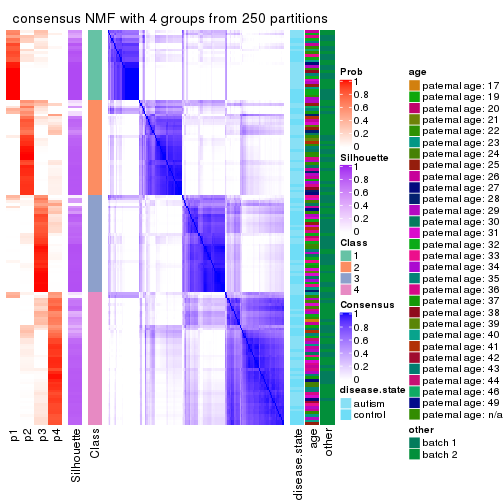 consensus NMF with 4 groups from 250 partitions
p1
p2
p3
p4
Silhouette
Class
disease.state
age
other
Prob
1
0.8
0.6
0.4
0.2
0
Silhouette
1
0.8
0.6
0.4
0.2
0
Class
1
2
3
4
Consensus
1
0.8
0.6
0.4
0.2
0
disease.state
autism
control
age
paternal age: 17
paternal age: 19
paternal age: 20
paternal age: 21
paternal age: 22
paternal age: 23
paternal age: 24
paternal age: 25
paternal age: 26
paternal age: 27
paternal age: 28
paternal age: 29
paternal age: 30
paternal age: 31
paternal age: 32
paternal age: 33
paternal age: 34
paternal age: 35
paternal age: 36
paternal age: 37
paternal age: 38
paternal age: 39
paternal age: 40
paternal age: 41
paternal age: 42
paternal age: 43
paternal age: 44
paternal age: 46
paternal age: 49
paternal age: n/a
other
batch 1
batch 2